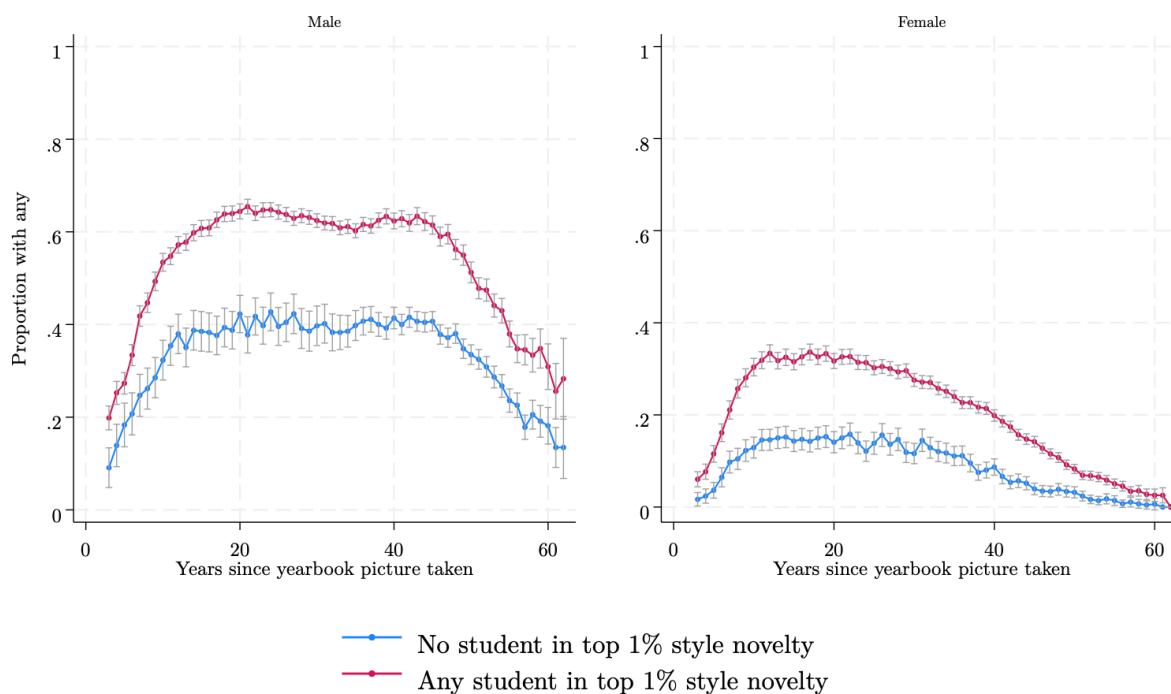 Male
Female
Proportion with any
1
.8
.6
.4
.2
0
0
20
40
60
Years since yearbook picture taken
1
.8
.6
.4
.2
0
0
20
40
60
Years since yearbook picture taken
No student in top 1% style novelty
Any student in top 1% style novelty